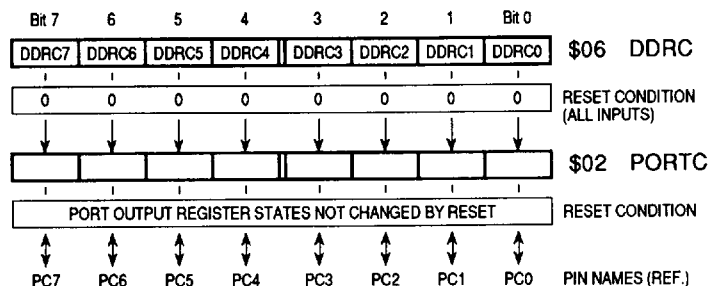 Bit 7 6 5 4 3 2 1 Bit 0
DDRC7 DDRC6 DDRC5 DDRC4 DDRC3 DDRC2 DDRC1 DDRC0 $06 DDRC
0 0 0 0 0 0 0 0 RESET CONDITION
(ALL INPUTS)
$02 PORTC
PORT OUTPUT REGISTER STATES NOT CHANGED BY RESET RESET CONDITION
PC7 PC6 PC5 PC4 PC3 PC2 PC1 PC0 PIN NAMES (REF.)